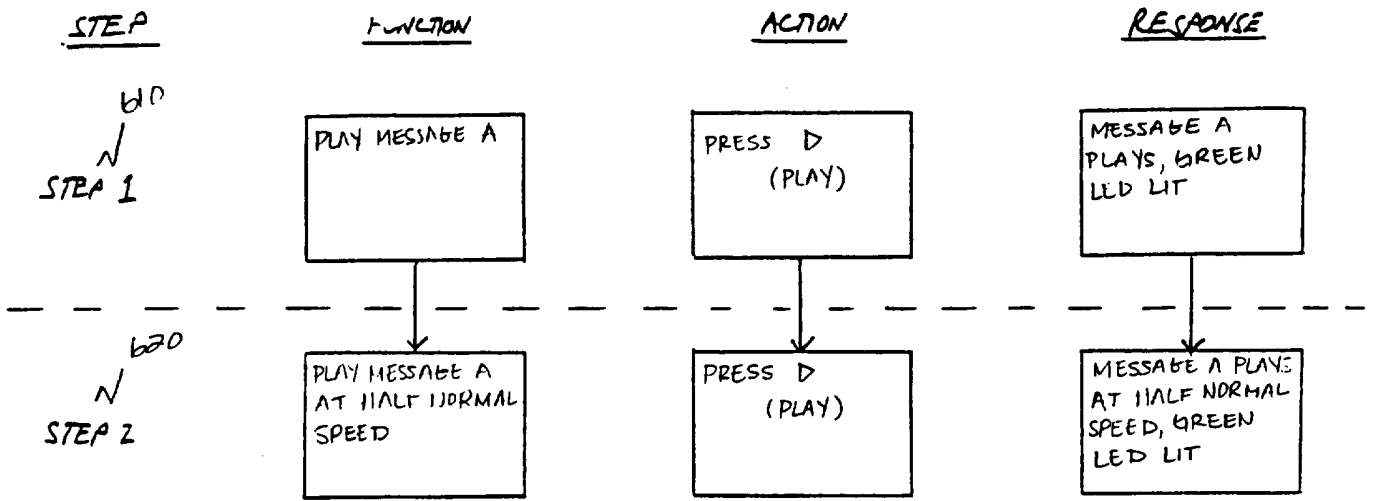 STEP FUNCTION ACTION RESPONSE
610
STEP 1
PLAY MESSAGE A
PRESS ▷
(PLAY)
MESSAGE A
PLAYS, GREEN
LED LIT
620
STEP 2
PLAY MESSAGE A
AT HALF NORMAL
SPEED
PRESS ▷
(PLAY)
MESSAGE A PLAYS
AT HALF NORMAL
SPEED, GREEN
LED LIT